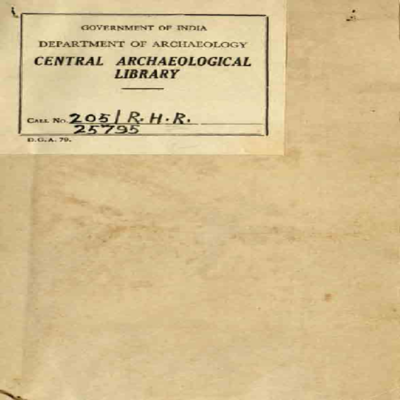 GOVERNMENT OF INDIA
DEPARTMENT OF ARCHAEOLOGY
CENTRAL ARCHAEOLOGICAL
LIBRARY
CALL No. 205/R.H.R.
25795
D.G.A. 79.